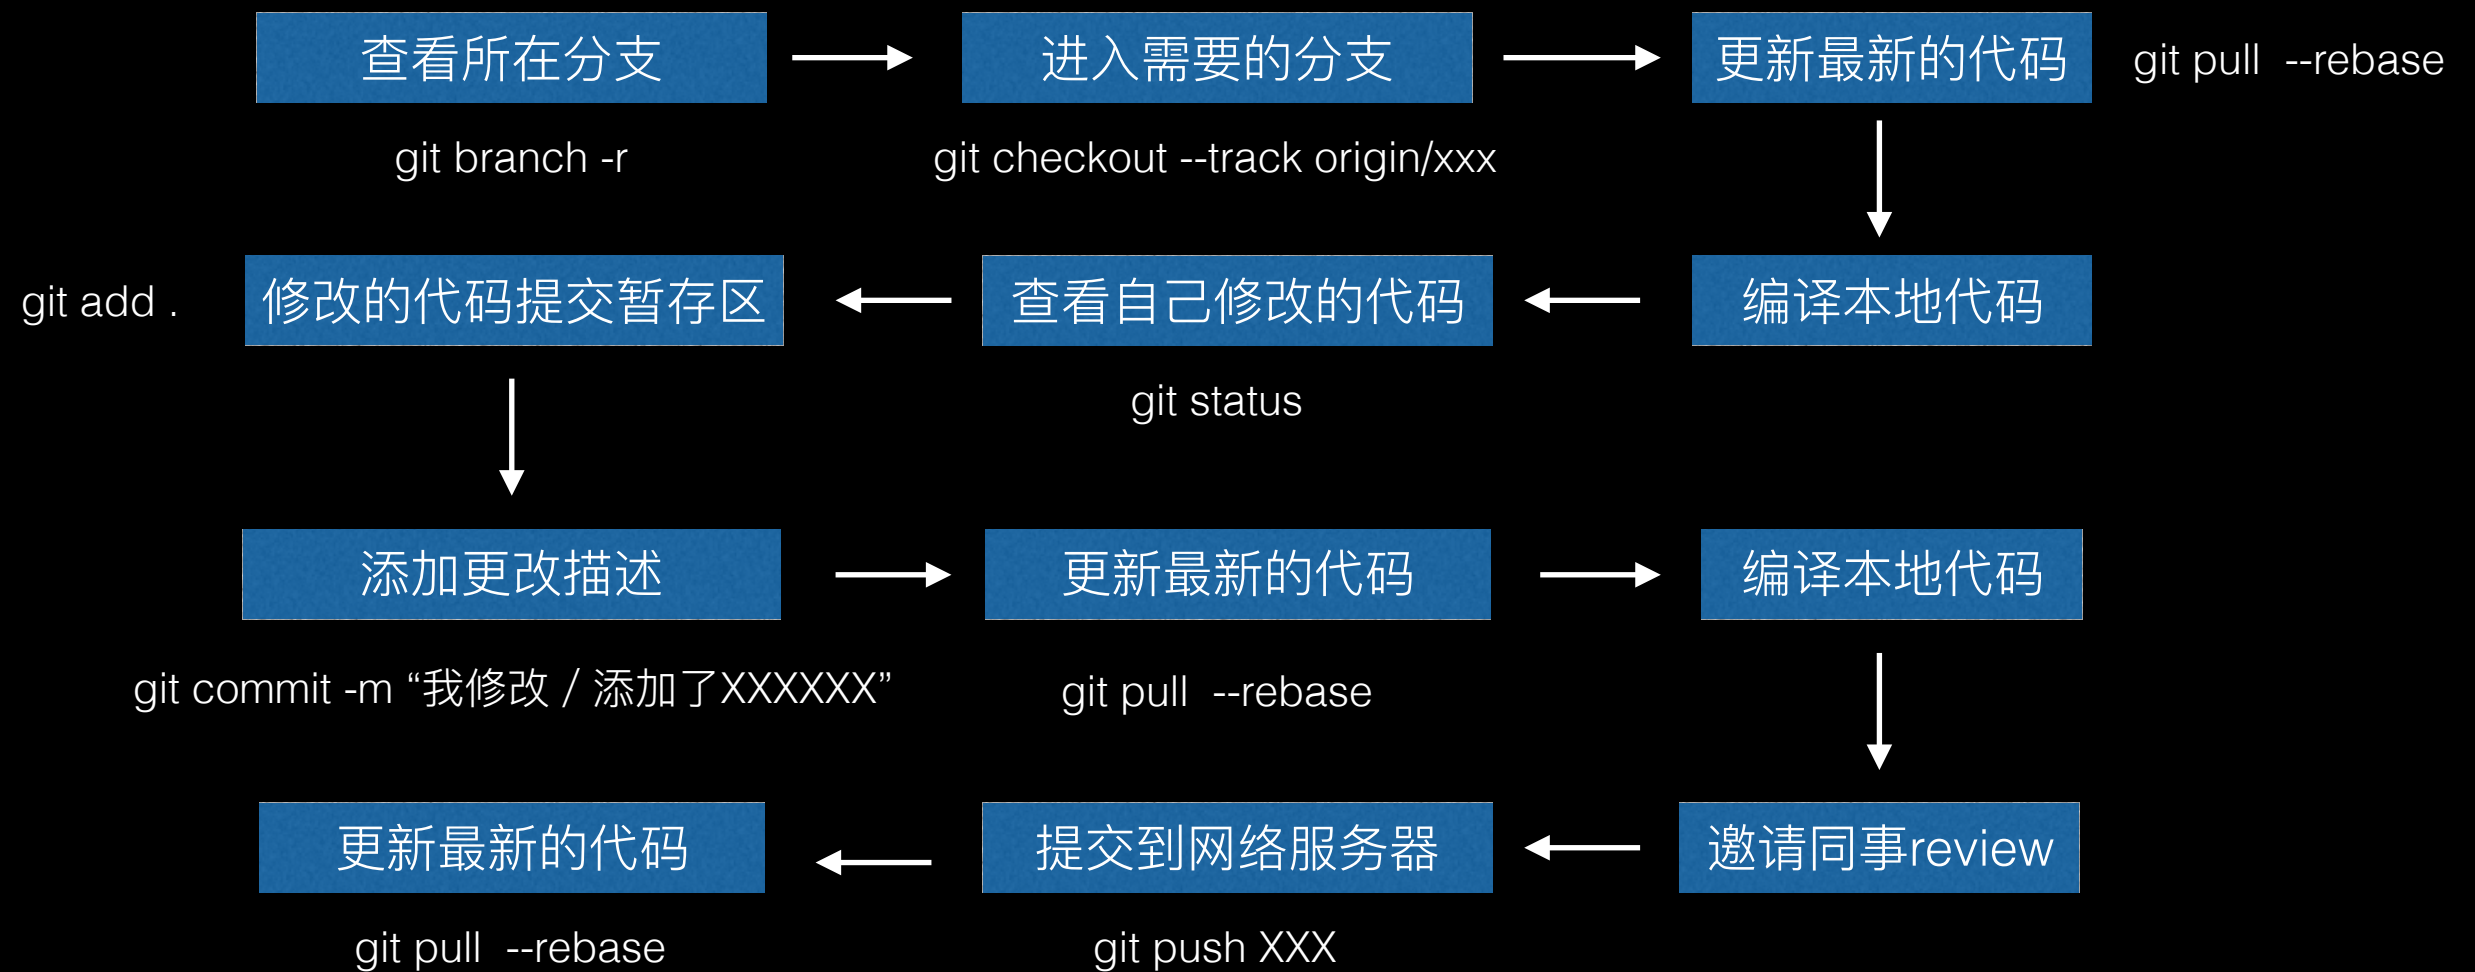 查看所在分支
git branch -r
进入需要的分支
git checkout --track origin/xxx
更新最新的代码
git pull  --rebase
编译本地代码
查看自己修改的代码
git status
修改的代码提交暂存区
git add .
添加更改描述
git commit -m “我修改 / 添加了XXXXXX”
更新最新的代码
git pull  --rebase
编译本地代码
邀请同事review
提交到网络服务器
git push XXX
更新最新的代码
git pull  --rebase